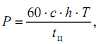 P = 60 · c · h · T / t_ц ,